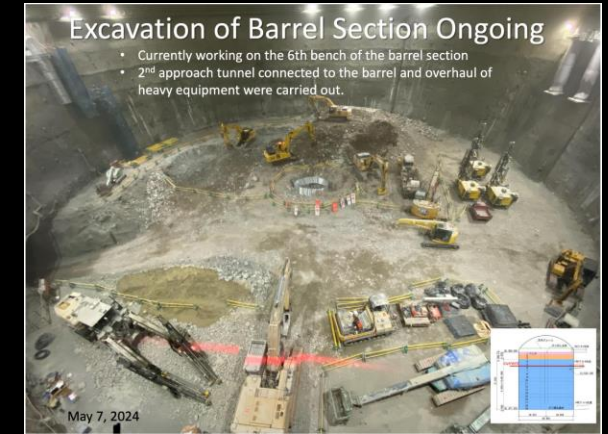 Excavation of Barrel Section Ongoing
• Currently working on the 6th bench of the barrel section
• 2nd approach tunnel connected to the barrel and overhaul of
heavy equipment were carried out.
May 7, 2024